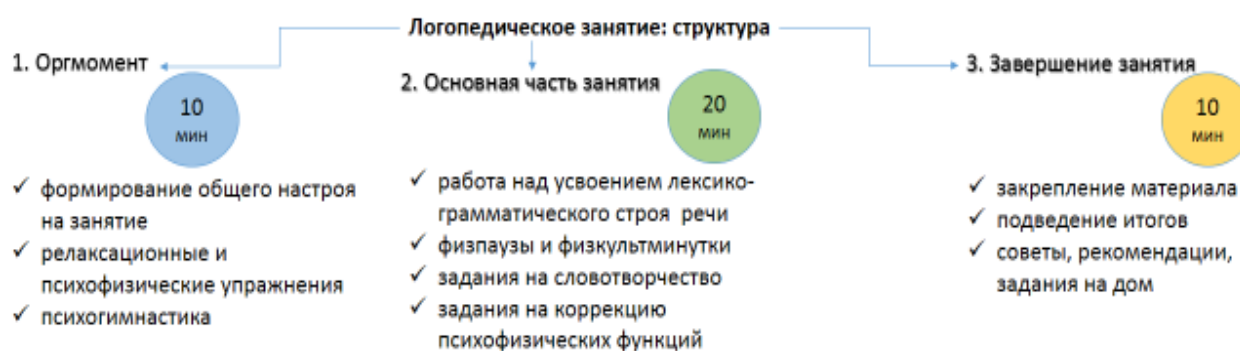 Логопедическое занятие: структура
1. Оргмомент
10
мин
✓ формирование общего настроя
на занятие
✓ релаксационные и
психофизические упражнения
✓ психогимнастика
2. Основная часть занятия
20
мин
✓ работа над усвоением лексико-
грамматического строя речи
✓ физпаузы и физкультминутки
✓ задания на словотворчество
✓ задания на коррекцию
психофизических функций
3. Завершение занятия
10
мин
✓ закрепление материала
✓ подведение итогов
✓ советы, рекомендации,
задания на дом